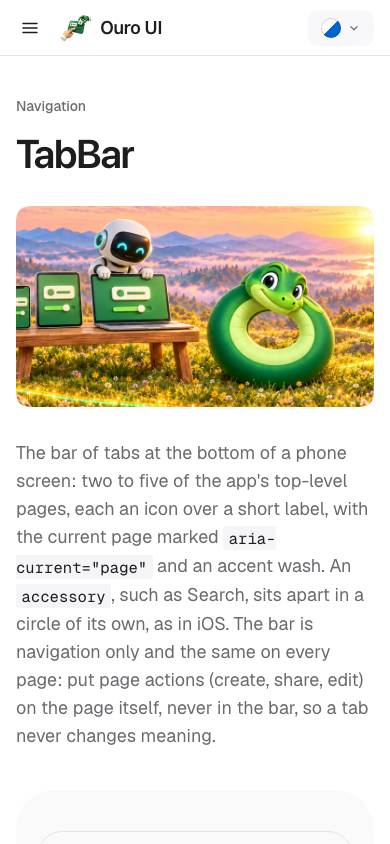 Ouro UI
Navigation
TabBar
The bar of tabs at the bottom of a phone
screen: two to five of the app's top-level
pages, each an icon over a short label, with
the current page marked aria-
current="page" and an accent wash. An
accessory, such as Search, sits apart in a
circle of its own, as in iOS. The bar is
navigation only and the same on every
page: put page actions (create, share, edit)
on the page itself, never in the bar, so a tab
never changes meaning.